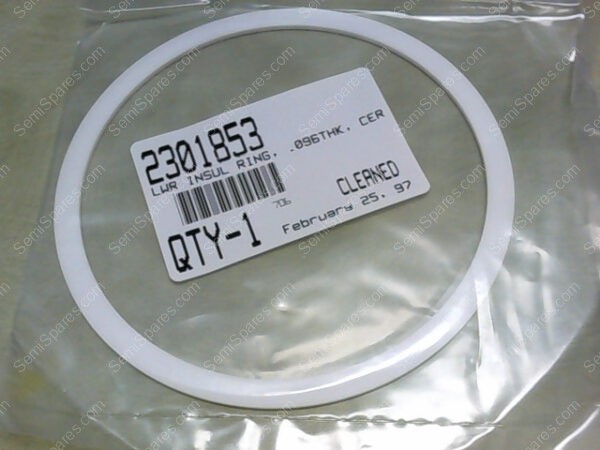 2301853
LWR INSUL RING, .096THK, CER
706
CLEANED
QTY-1
February 25, 97
SemiSpares.com